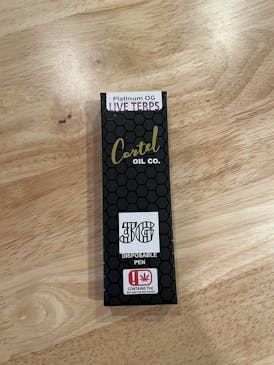 Platinum OG
LIVE TERPS
Cartel
OIL CO.
DISPOSABLE
PEN
CONTAINS THC